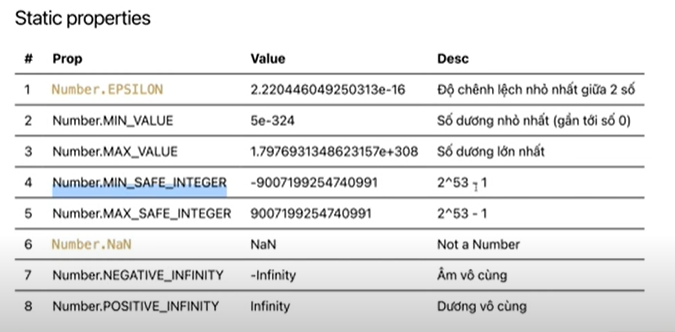 Static properties
# Prop Value Desc
1 Number.EPSILON 2.220446049250313e-16 Độ chênh lệch nhỏ nhất giữa 2 số
2 Number.MIN_VALUE 5e-324 Số dương nhỏ nhất (gần tới số 0)
3 Number.MAX_VALUE 1.7976931348623157e+308 Số dương lớn nhất
4 Number.MIN_SAFE_INTEGER -9007199254740991 2^53 - 1
5 Number.MAX_SAFE_INTEGER 9007199254740991 2^53 - 1
6 Number.NaN NaN Not a Number
7 Number.NEGATIVE_INFINITY -Infinity Âm vô cùng
8 Number.POSITIVE_INFINITY Infinity Dương vô cùng